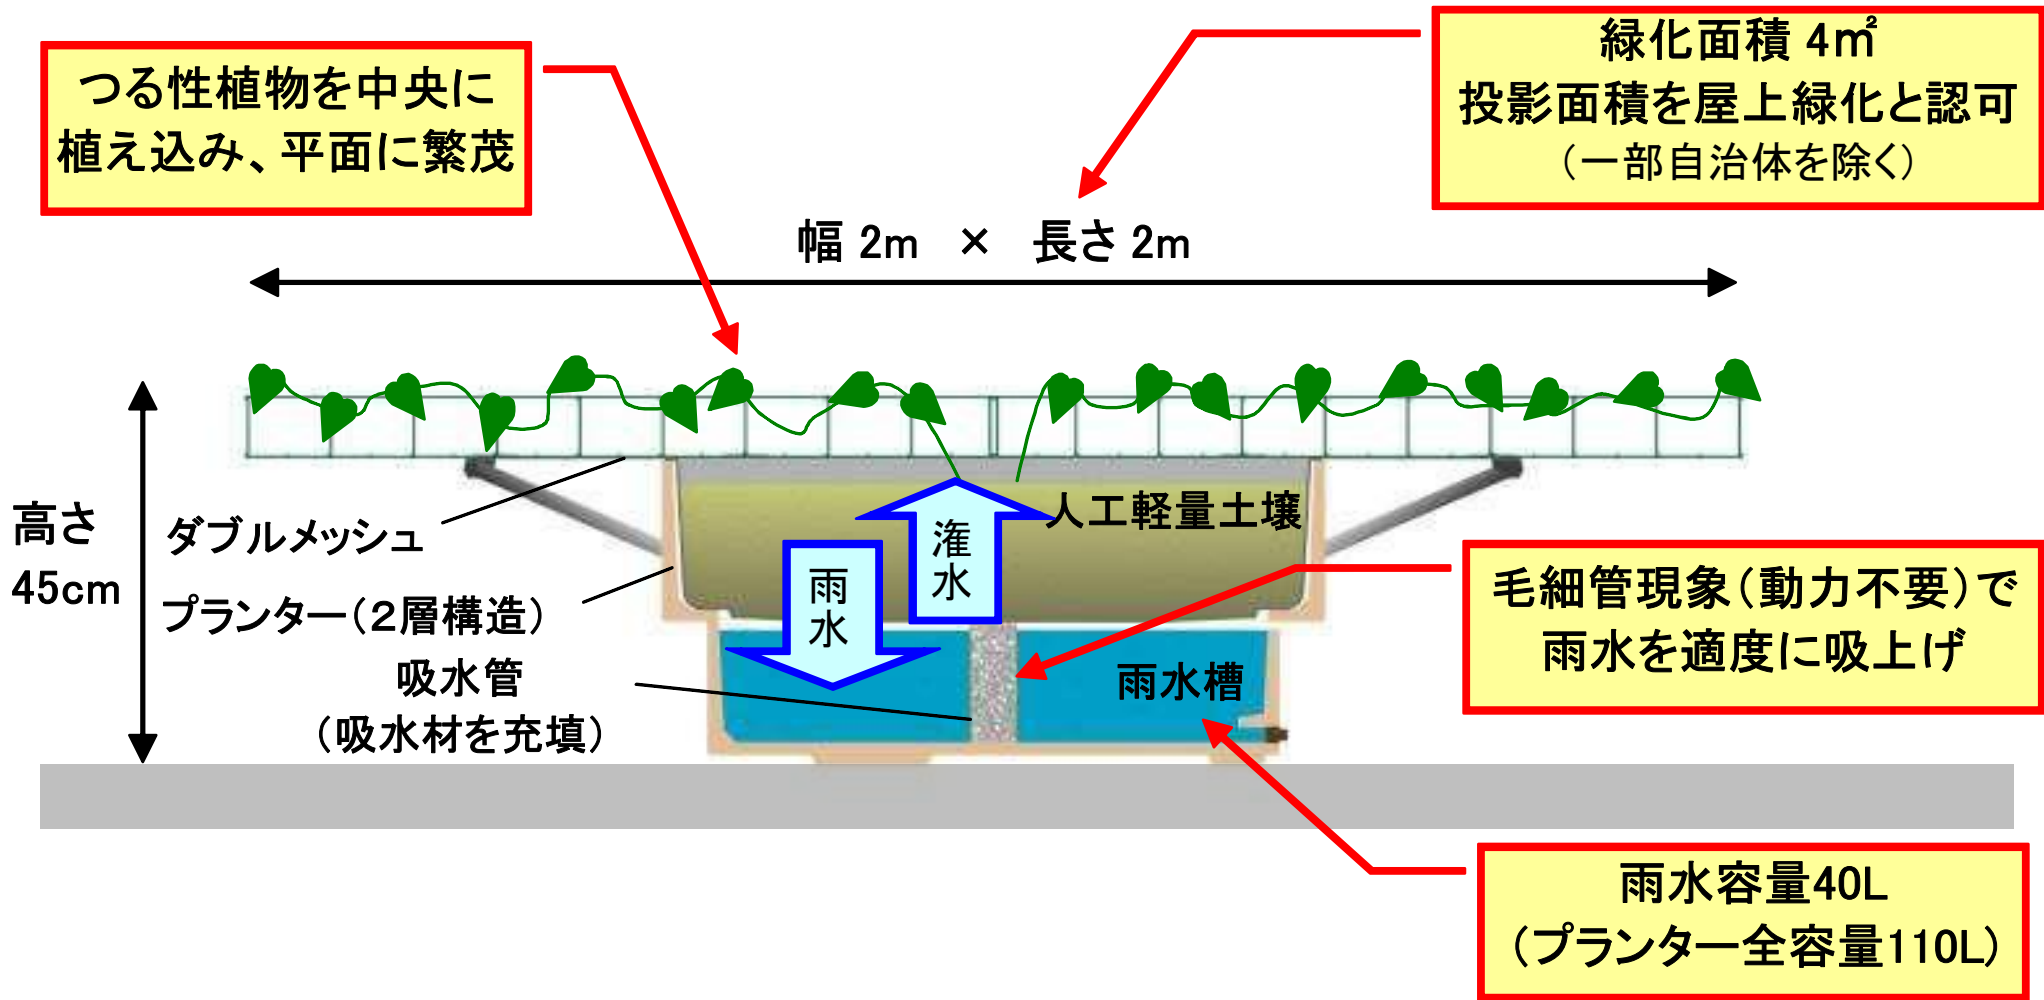 つる性植物を中央に
植え込み、平面に繁茂
緑化面積 4㎡
投影面積を屋上緑化と認可
（一部自治体を除く）
幅 2m × 長さ 2m
高さ
45cm
ダブルメッシュ
プランター（２層構造）
吸水管
（吸水材を充填）
雨水
潅水
人工軽量土壌
雨水槽
毛細管現象（動力不要）で
雨水を適度に吸上げ
雨水容量40L
（プランター全容量110L）